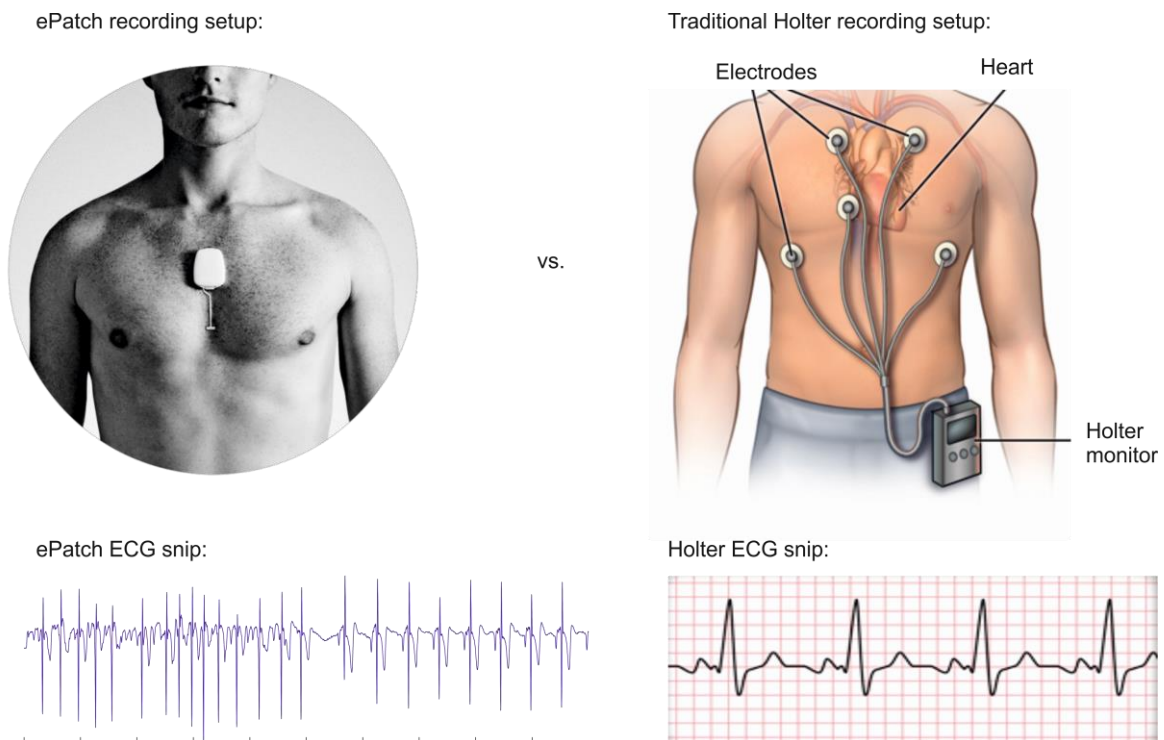 ePatch recording setup:
Traditional Holter recording setup:
Electrodes
Heart
vs.
Holter
monitor
ePatch ECG snip:
Holter ECG snip: